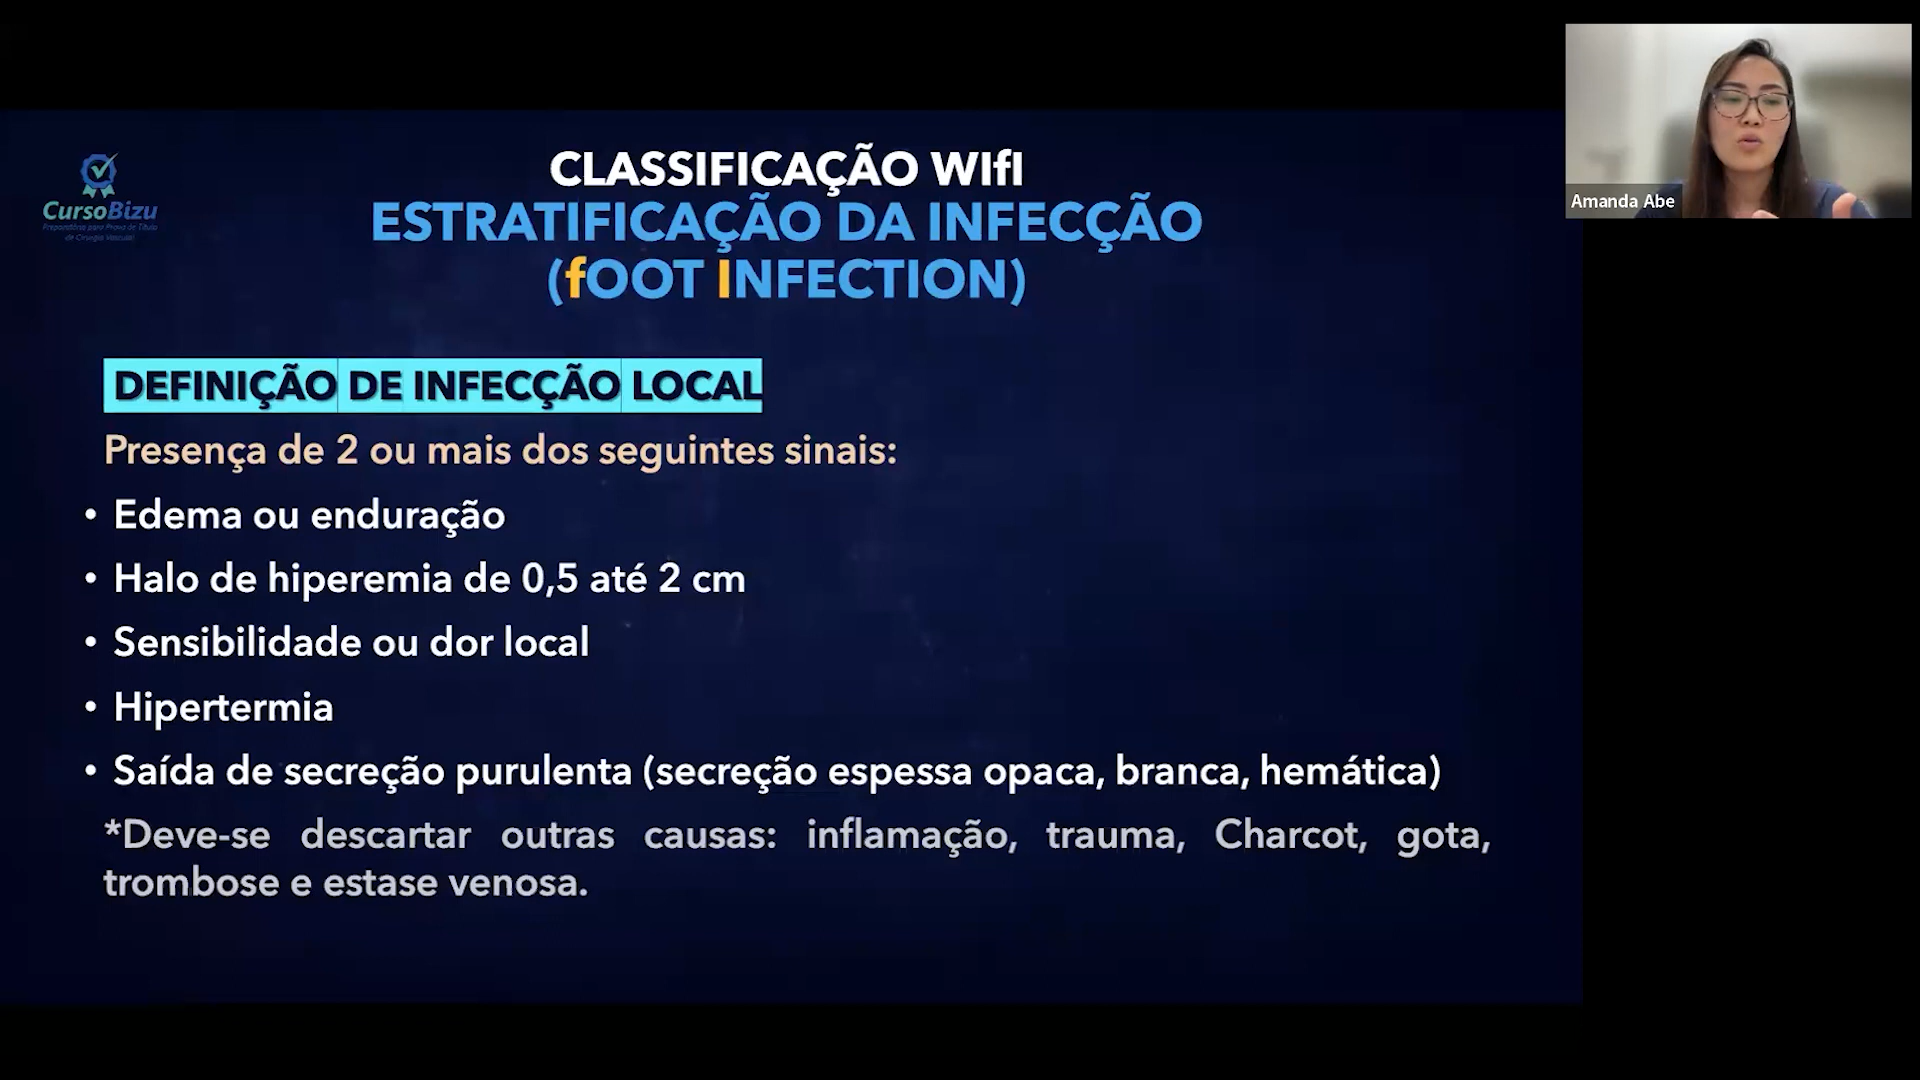 CLASSIFICAÇÃO WIfI
ESTRATIFICAÇÃO DA INFECÇÃO
(fOOT INFECTION)
CursoBizu
Preparatório para Prova de Título
de Cirurgia Vascular
DEFINIÇÃO DE INFECÇÃO LOCAL
Presença de 2 ou mais dos seguintes sinais:
• Edema ou enduração
• Halo de hiperemia de 0,5 até 2 cm
• Sensibilidade ou dor local
• Hipertermia
• Saída de secreção purulenta (secreção espessa opaca, branca, hemática)
*Deve-se descartar outras causas: inflamação, trauma, Charcot, gota,
trombose e estase venosa.
Amanda Abe